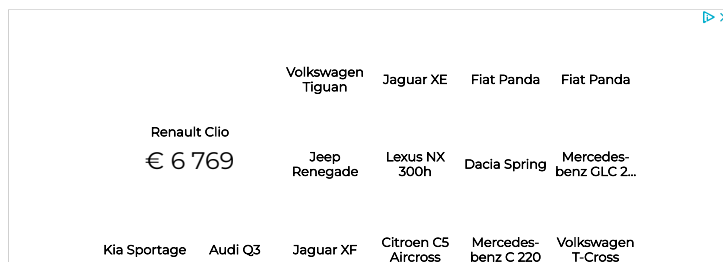 Volkswagen
Tiguan
Jaguar XE
Fiat Panda
Fiat Panda
Renault Clio
€ 6 769
Jeep
Renegade
Lexus NX
300h
Dacia Spring
Mercedes-
benz GLC 2...
Kia Sportage
Audi Q3
Jaguar XF
Citroen C5
Aircross
Mercedes-
benz C 220
Volkswagen
T-Cross